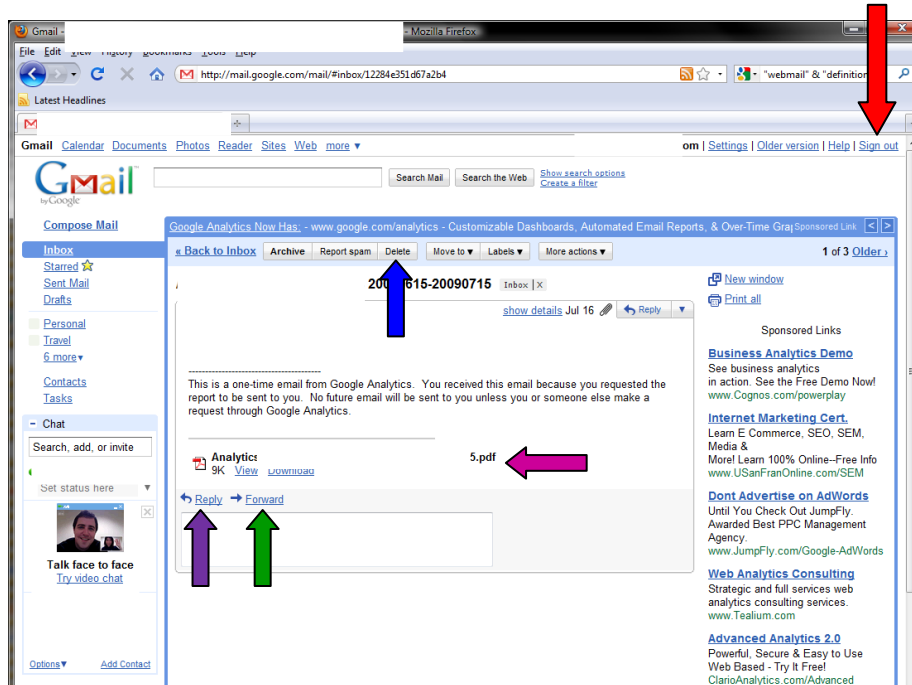 Gmail - - Mozilla Firefox
File Edit View History Bookmarks Tools Help
http://mail.google.com/mail/#inbox/12284e351d67a2b4 "webmail" & "definition
Latest Headlines
Gmail Calendar Documents Photos Reader Sites Web more ▼ om | Settings | Older version | Help | Sign out
Gmail
by Google
Search Mail Search the Web Show search options
Create a filter
Compose Mail
Google Analytics Now Has: - www.google.com/analytics - Customizable Dashboards, Automated Email Reports, & Over-Time Gra Sponsored Link < >
Inbox
« Back to Inbox Archive Report spam Delete Move to ▼ Labels ▼ More actions ▼ 1 of 3 Older ›
Starred
Sent Mail
Drafts
Personal
Travel
6 more ▼
Contacts
Tasks
– Chat
Search, add, or invite
Set status here ▼
Talk face to face
Try video chat
Options ▼ Add Contact
615-20090715 Inbox | X
show details Jul 16 Reply ▼
This is a one-time email from Google Analytics. You received this email because you requested the
report to be sent to you. No future email will be sent to you unless you or someone else make a
request through Google Analytics.
Analytics 5.pdf
9K View Download
Reply Forward
New window
Print all
Sponsored Links
Business Analytics Demo
See business analytics
in action. See the Free Demo Now!
www.Cognos.com/powerplay
Internet Marketing Cert.
Learn E Commerce, SEO, SEM,
Media &
More! Learn 100% Online--Free Info
www.USanFranOnline.com/SEM
Dont Advertise on AdWords
Until You Check Out JumpFly.
Awarded Best PPC Management
Agency.
www.JumpFly.com/Google-AdWords
Web Analytics Consulting
Strategic and full services web
analytics consulting services.
www.Tealium.com
Advanced Analytics 2.0
Powerful, Secure & Easy to Use
Web Based - Try It Free!
ClarioAnalytics.com/Advanced